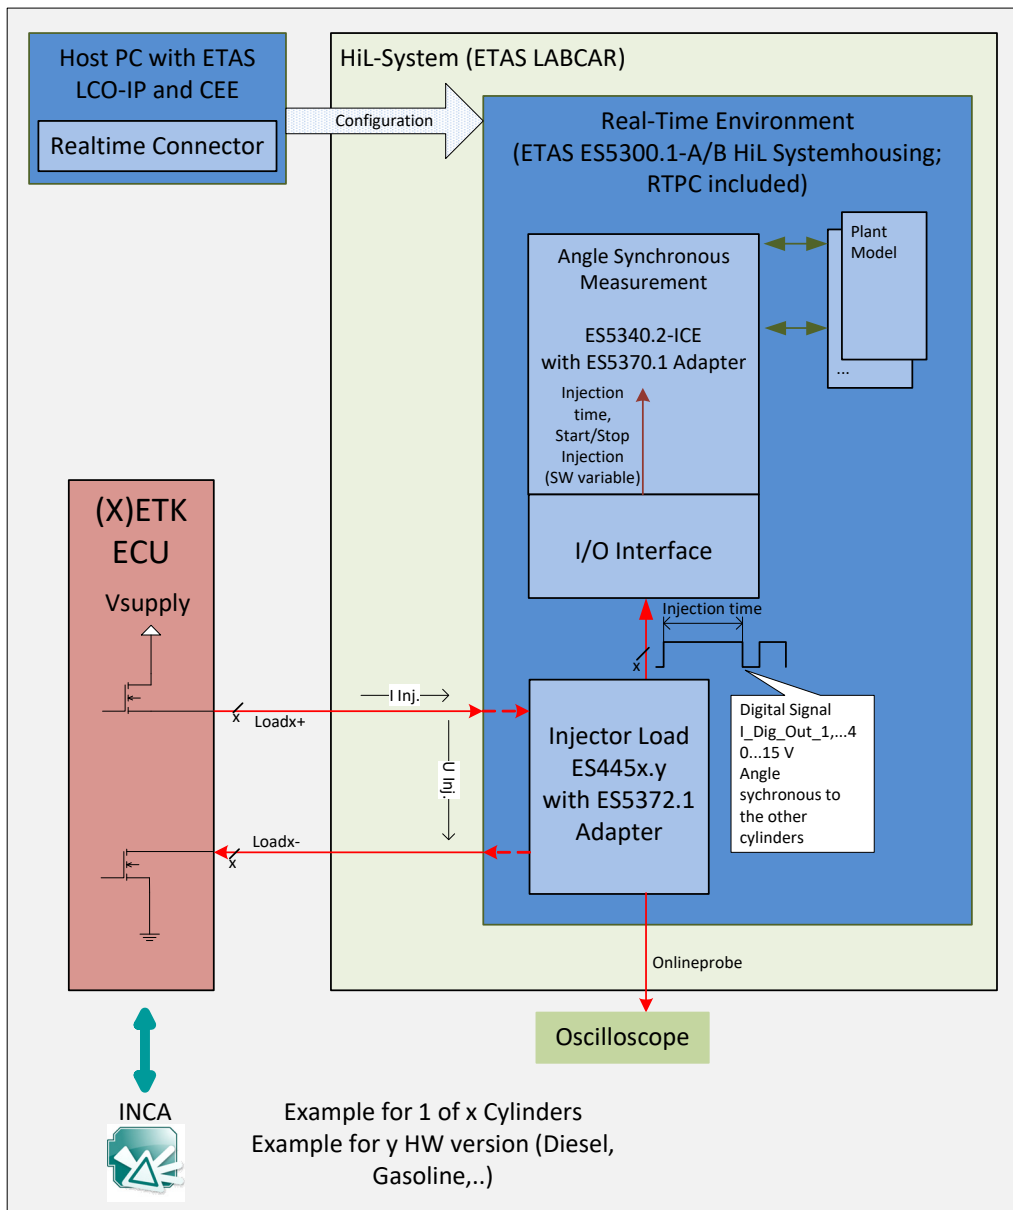 Host PC with ETAS
LCO-IP and CEE
Realtime Connector
HiL-System (ETAS LABCAR)
Configuration
Real-Time Environment
(ETAS ES5300.1-A/B HiL Systemhousing;
RTPC included)
Angle Synchronous
Measurement
ES5340.2-ICE
with ES5370.1 Adapter
Injection
time,
Start/Stop
Injection
(SW variable)
Plant
Model
...
I/O Interface
(X)ETK
ECU
Vsupply
Injection time
x
I Inj.
x
Loadx+
U Inj.
Loadx-
x
Injector Load
ES445x.y
with ES5372.1
Adapter
Digital Signal
I_Dig_Out_1,...4
0...15 V
Angle
sychronous to
the other
cylinders
Onlineprobe
Oscilloscope
INCA
Example for 1 of x Cylinders
Example for y HW version (Diesel,
Gasoline,..)